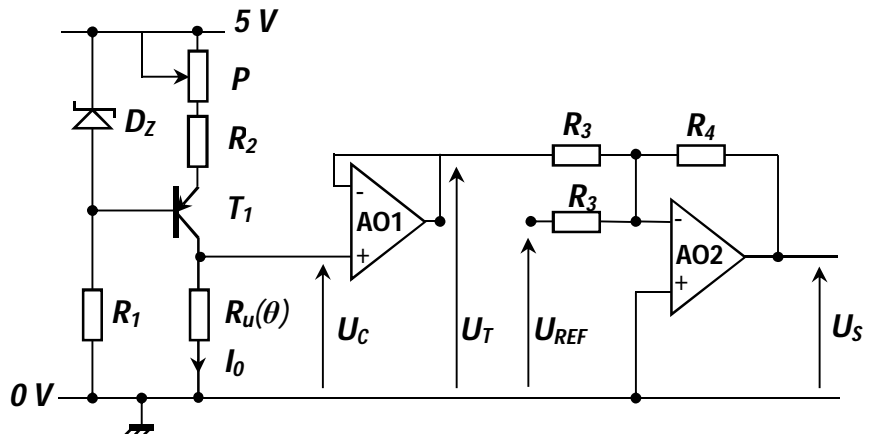 5 V
P
D_Z
R_2
R_3
R_4
T_1
-
AO1
+
R_3
-
AO2
+
R_1
R_u(θ)
I_0
U_C
U_T
U_REF
U_S
0 V